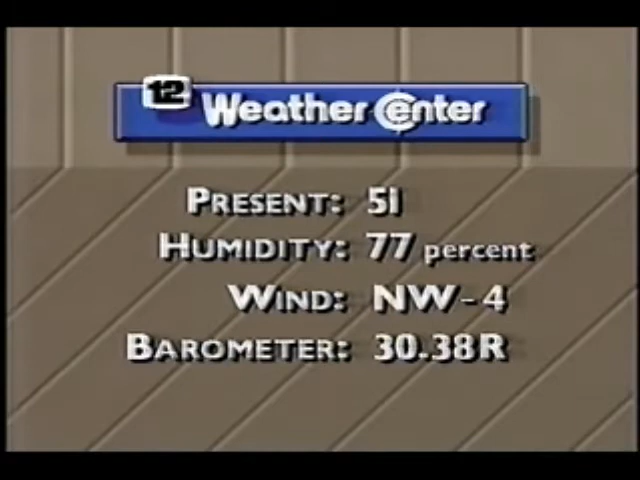 12 Weather Center
PRESENT: 51
HUMIDITY: 77 percent
WIND: NW-4
BAROMETER: 30.38R